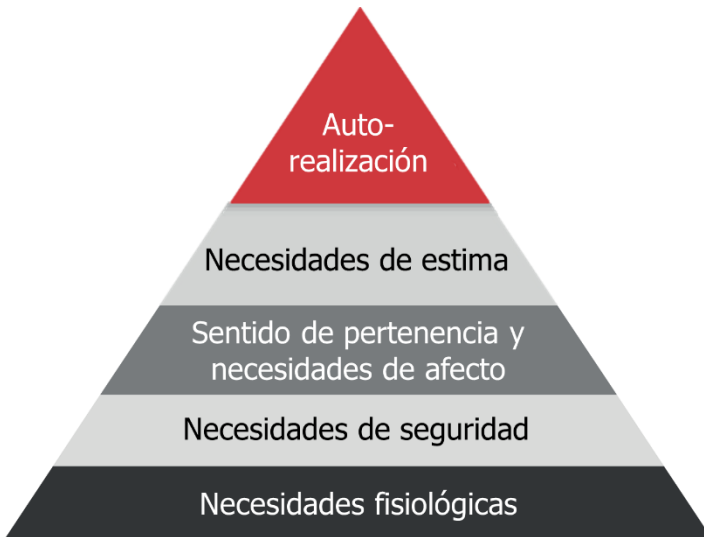 Auto-
realización
Necesidades de estima
Sentido de pertenencia y
necesidades de afecto
Necesidades de seguridad
Necesidades fisiológicas